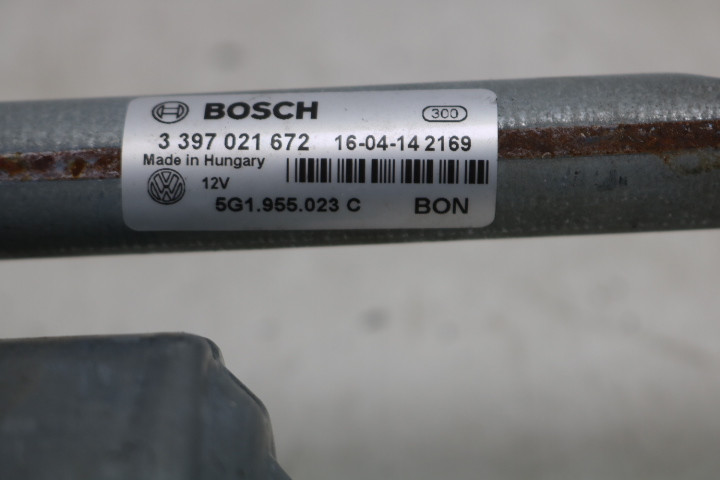 BOSCH 300
3 397 021 672 16-04-14 2169
Made in Hungary
12V
5G1.955.023 C BON